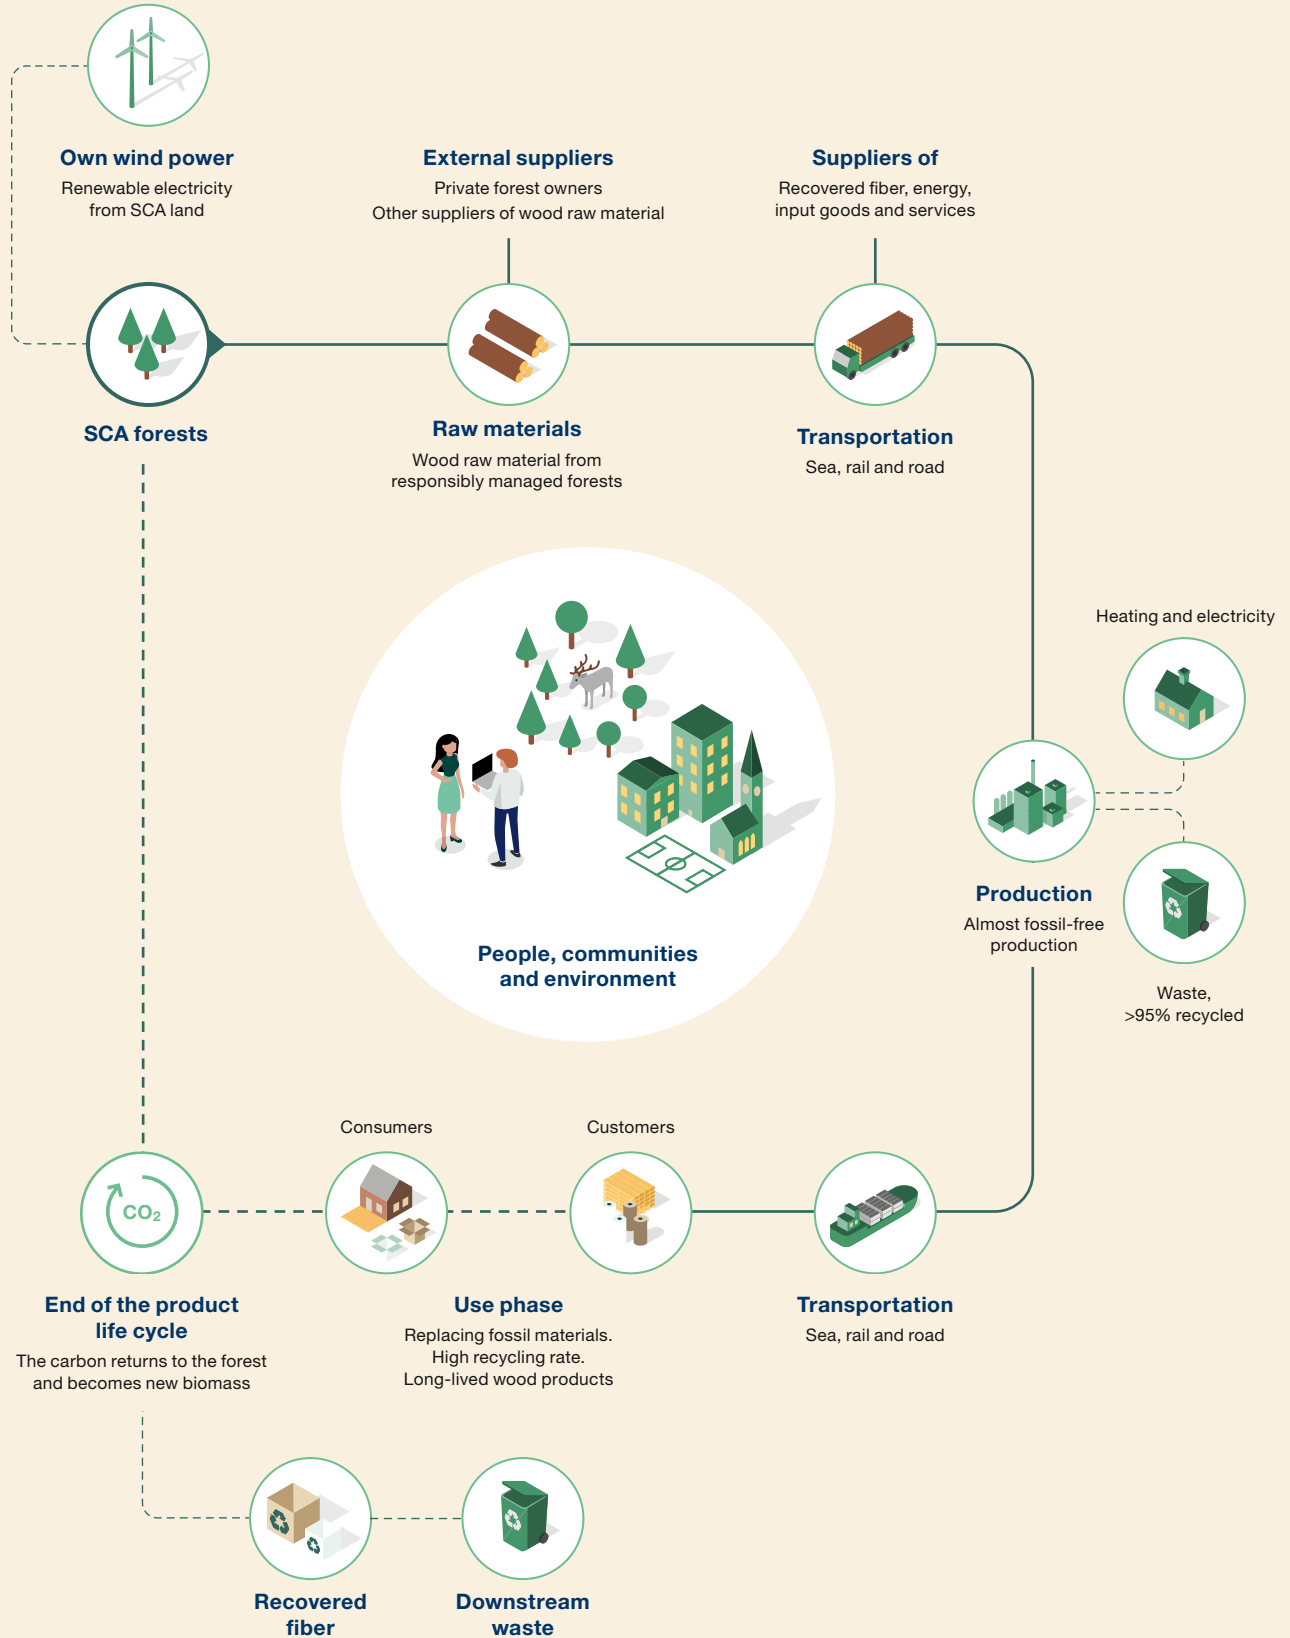 Own wind power
Renewable electricity
from SCA land
External suppliers
Private forest owners
Other suppliers of wood raw material
Suppliers of
Recovered fiber, energy,
input goods and services
SCA forests
Raw materials
Wood raw material from
responsibly managed forests
Transportation
Sea, rail and road
Heating and electricity
Production
Almost fossil-free
production
Waste,
>95% recycled
People, communities
and environment
Consumers
Customers
CO₂
End of the product
life cycle
The carbon returns to the forest
and becomes new biomass
Use phase
Replacing fossil materials.
High recycling rate.
Long-lived wood products
Transportation
Sea, rail and road
Recovered
fiber
Downstream
waste